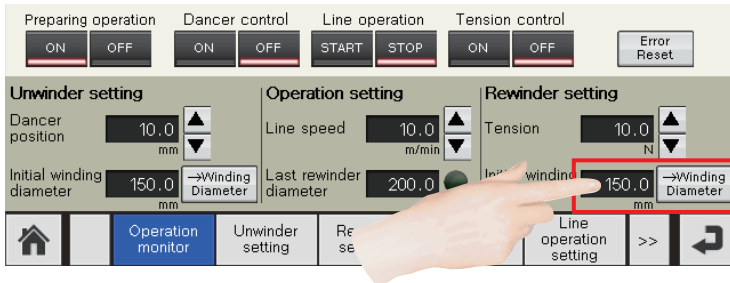 Preparing operation Dancer control Line operation Tension control
ON OFF ON OFF START STOP ON OFF Error
Reset
Unwinder setting Operation setting Rewinder setting
Dancer
position 10.0 mm
Line speed 10.0 m/min
Tension 10.0 N
Initial winding
diameter 150.0 mm →Winding
Diameter
Last rewinder
diameter 200.0
winding 150.0 mm →Winding
Diameter
Operation
monitor
Unwinder
setting
Line
operation
setting
>>